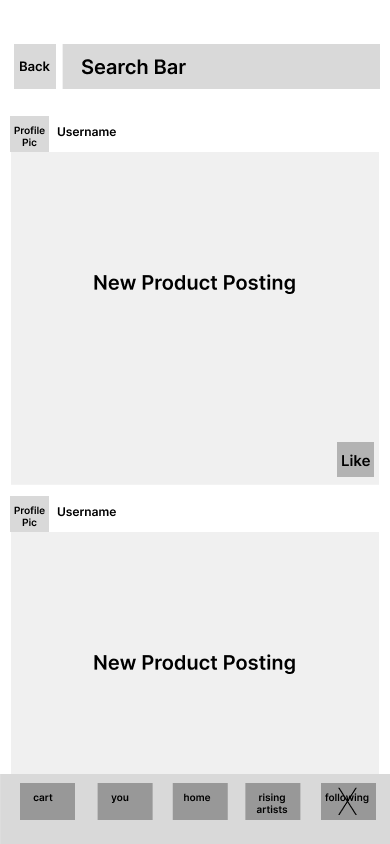 Back
Search Bar
Profile
Pic
Username
New Product Posting
Like
Profile
Pic
Username
New Product Posting
cart
you
home
rising
artists
following